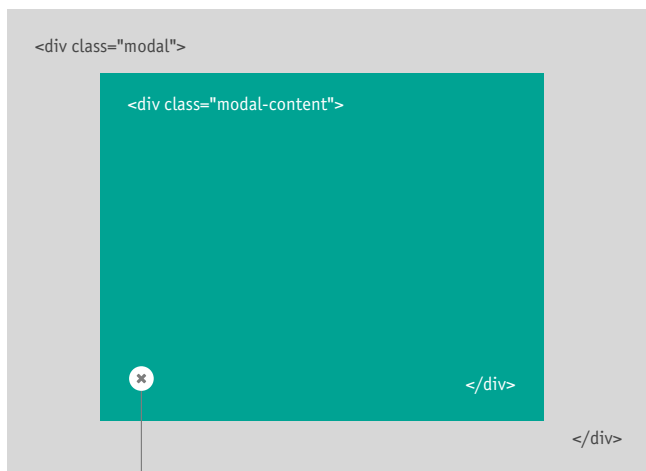 <div class="modal">
<div class="modal-content">
</div>
</div>